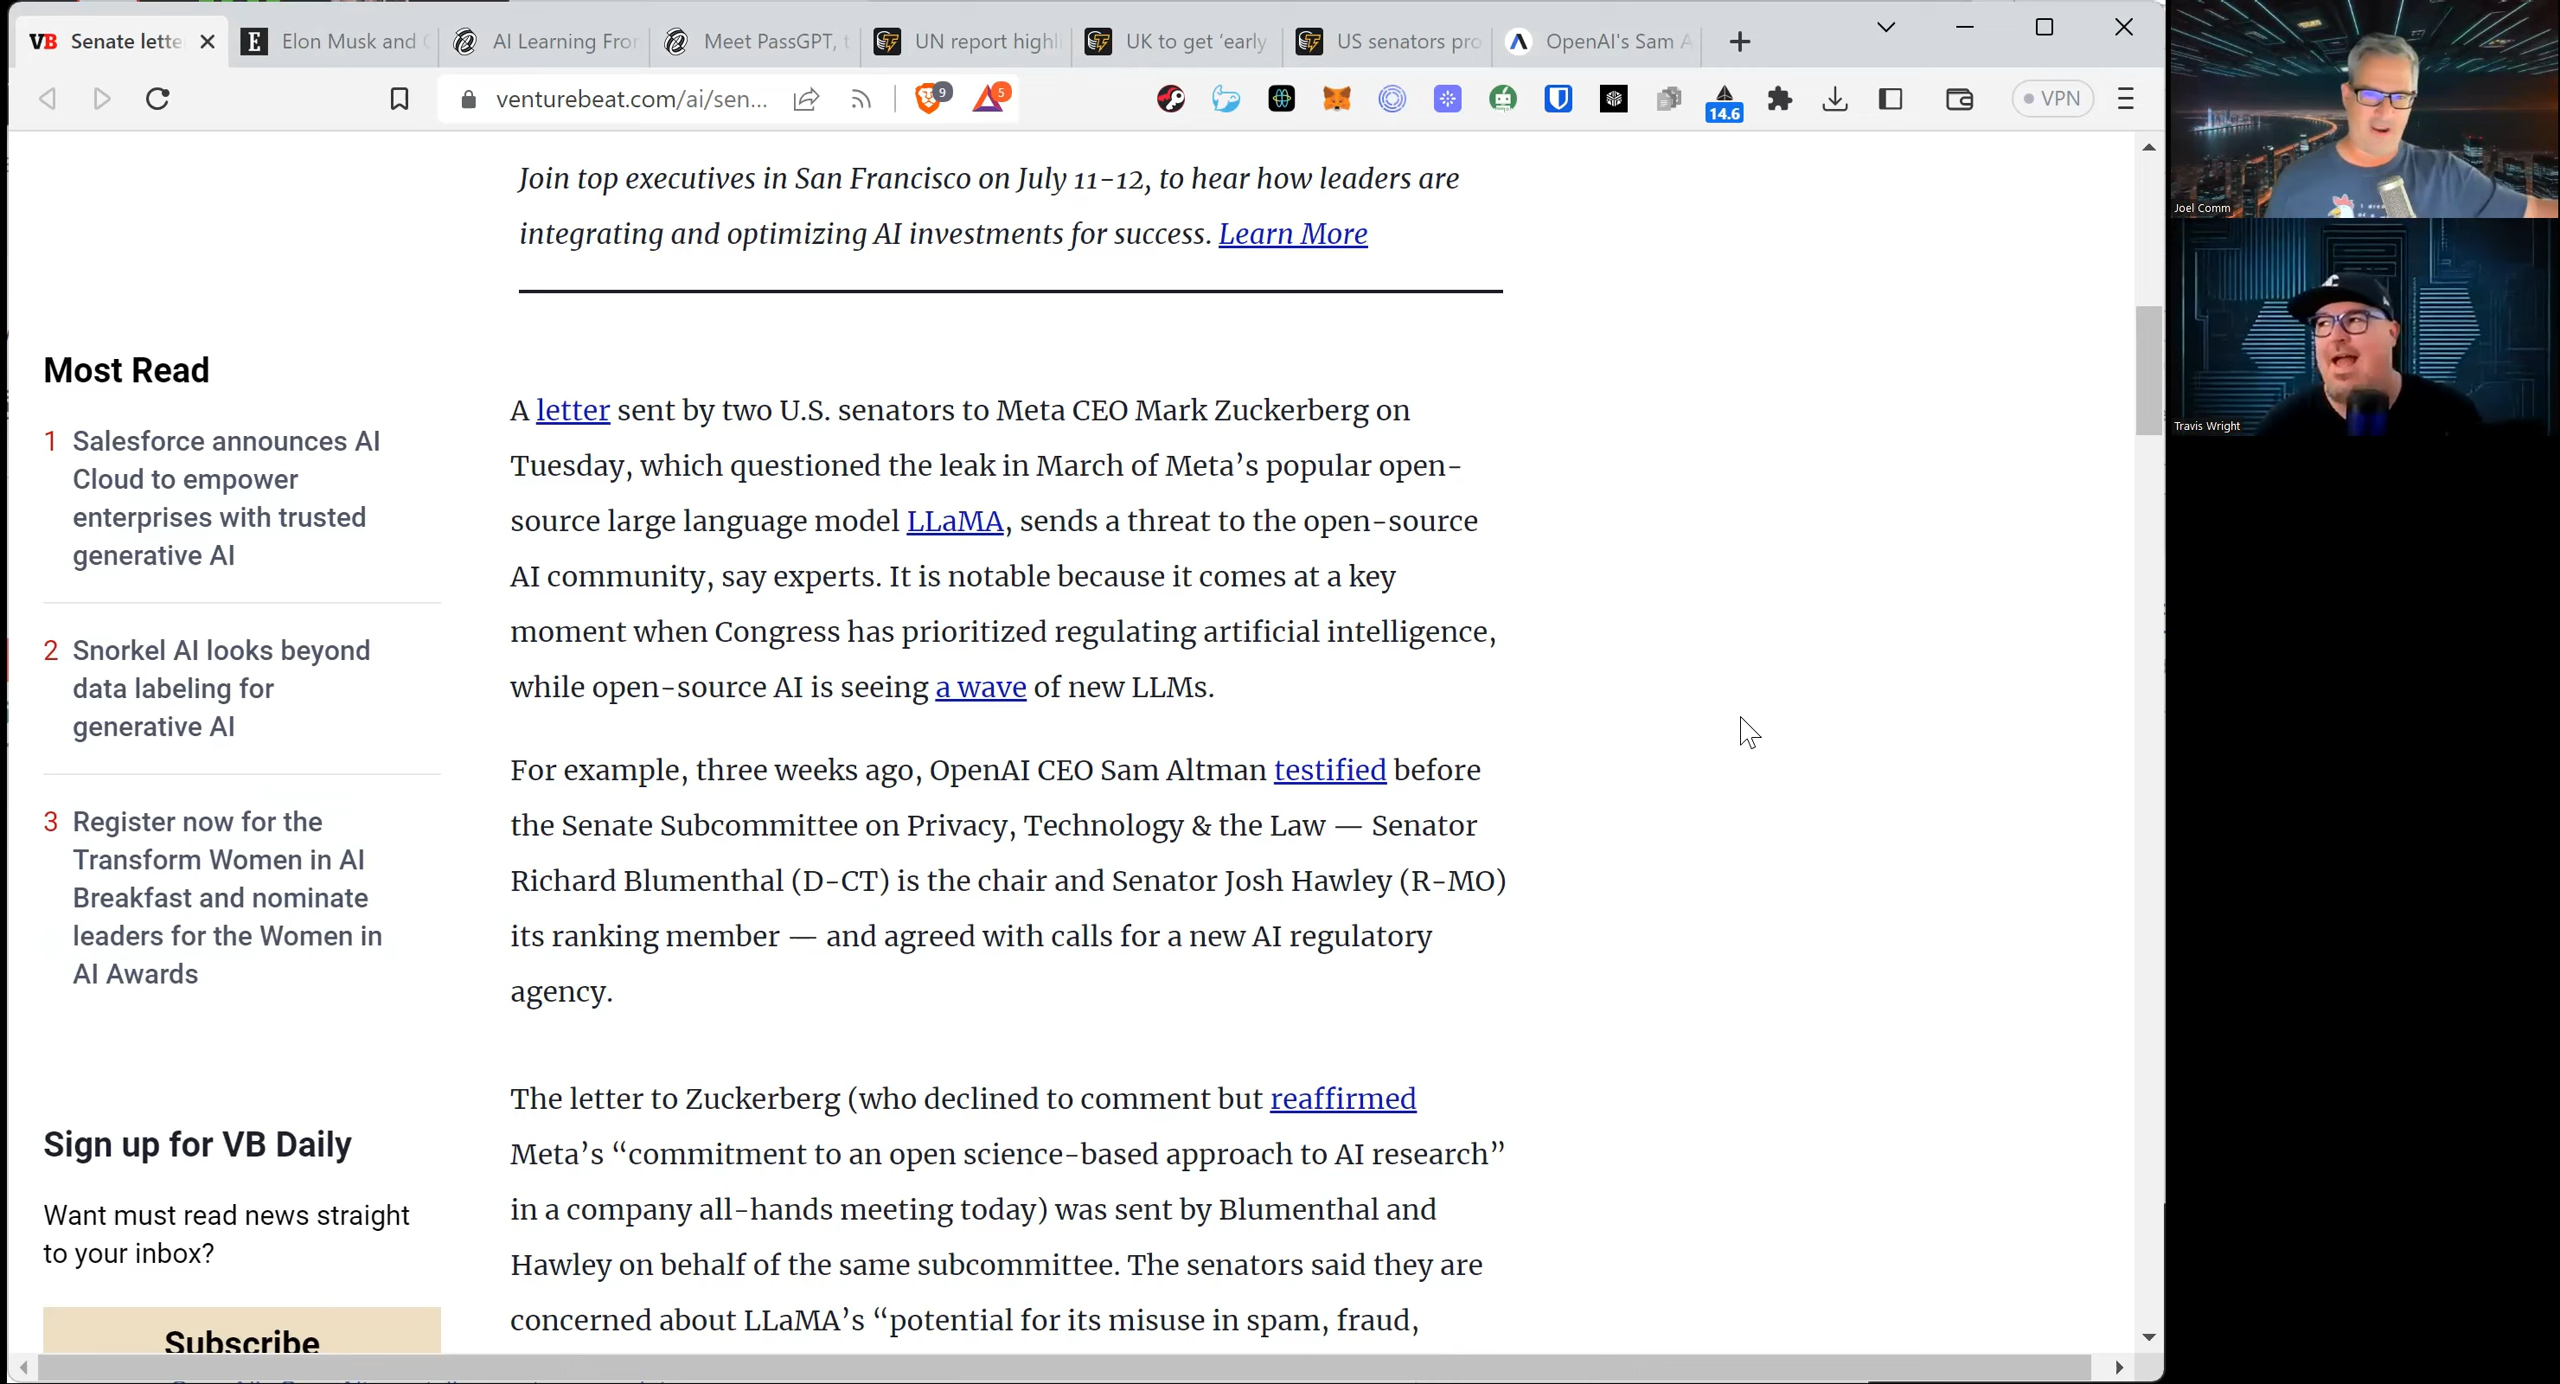 VB Senate lette
E Elon Musk and
AI Learning Fror
Meet PassGPT, t
UN report highl
UK to get ‘early
US senators pro
OpenAI's Sam A
venturebeat.com/ai/sen...
9
5
14.6
VPN
Join top executives in San Francisco on July 11-12, to hear how leaders are
integrating and optimizing AI investments for success. Learn More
Most Read
1 Salesforce announces AI
Cloud to empower
enterprises with trusted
generative AI
2 Snorkel AI looks beyond
data labeling for
generative AI
3 Register now for the
Transform Women in AI
Breakfast and nominate
leaders for the Women in
AI Awards
Sign up for VB Daily
Want must read news straight
to your inbox?
Subscribe
A letter sent by two U.S. senators to Meta CEO Mark Zuckerberg on
Tuesday, which questioned the leak in March of Meta’s popular open-
source large language model LLaMA, sends a threat to the open-source
AI community, say experts. It is notable because it comes at a key
moment when Congress has prioritized regulating artificial intelligence,
while open-source AI is seeing a wave of new LLMs.
For example, three weeks ago, OpenAI CEO Sam Altman testified before
the Senate Subcommittee on Privacy, Technology & the Law — Senator
Richard Blumenthal (D-CT) is the chair and Senator Josh Hawley (R-MO)
its ranking member — and agreed with calls for a new AI regulatory
agency.
The letter to Zuckerberg (who declined to comment but reaffirmed
Meta’s “commitment to an open science-based approach to AI research”
in a company all-hands meeting today) was sent by Blumenthal and
Hawley on behalf of the same subcommittee. The senators said they are
concerned about LLaMA’s “potential for its misuse in spam, fraud,
Joel Comm
Travis Wright